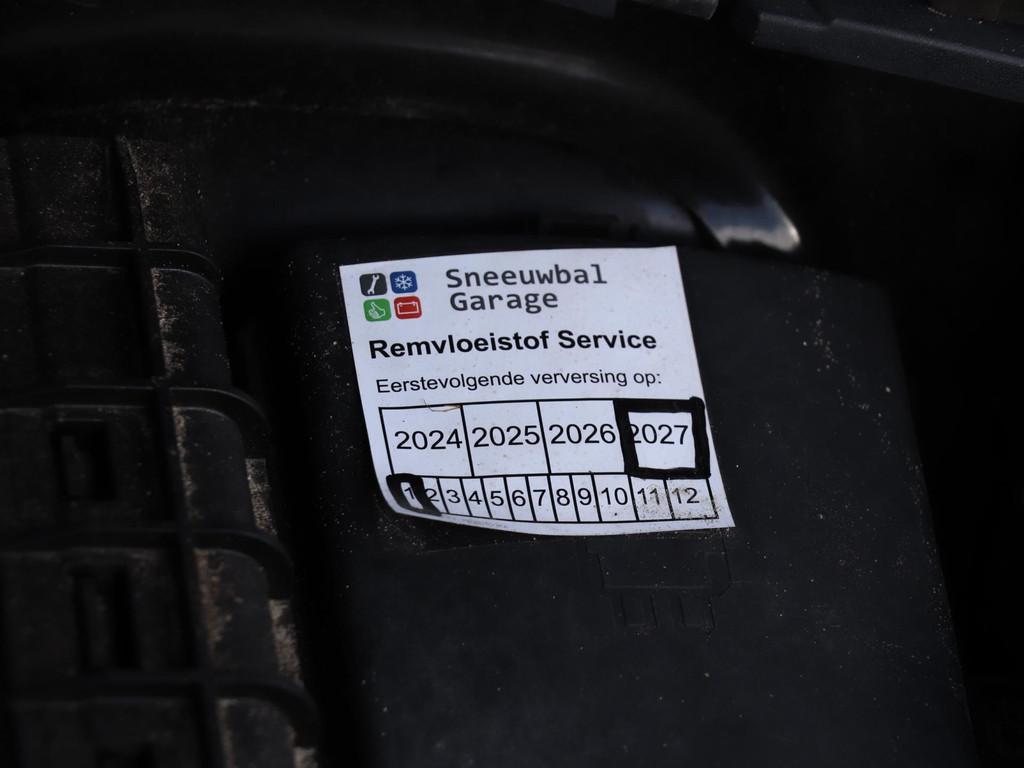 Sneeuwbal
Garage
Remvloeistof Service
Eerstevolgende verversing op:
2024 2025 2026 2027
1 2 3 4 5 6 7 8 9 10 11 12